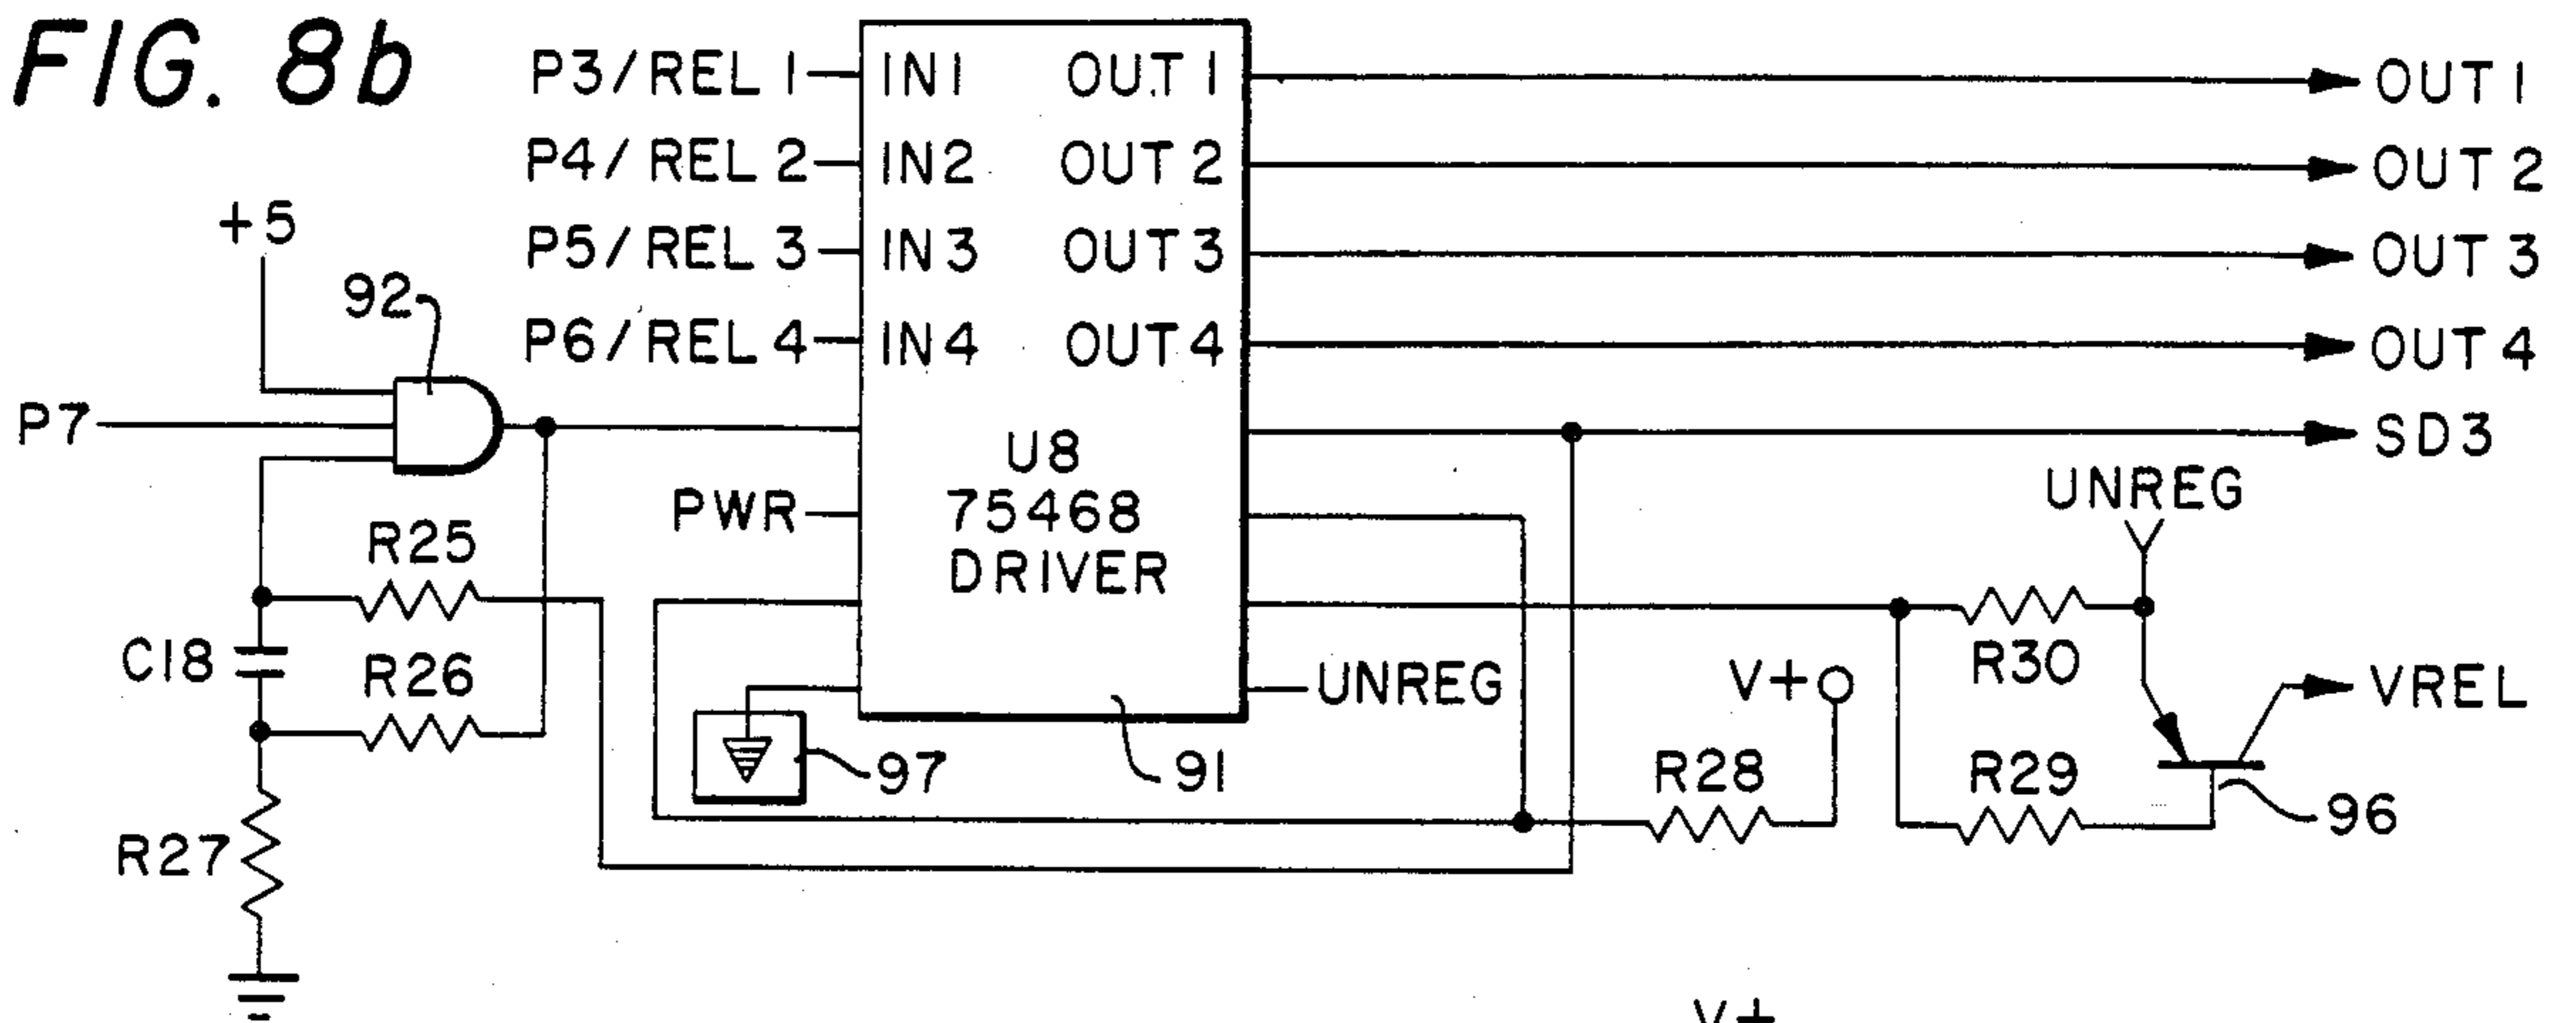 FIG. 8b
P3/REL 1
IN1
OUT 1
OUT 1
P4/ REL 2
IN2
OUT 2
OUT 2
+5
P5/REL 3
IN3
OUT 3
OUT 3
92
P6/REL 4
IN4
OUT4
OUT 4
P7
U8
75468
DRIVER
SD3
UNREG
PWR
R25
C18
R26
R30
UNREG
V+
VREL
97
91
R28
R29
96
R27
V+